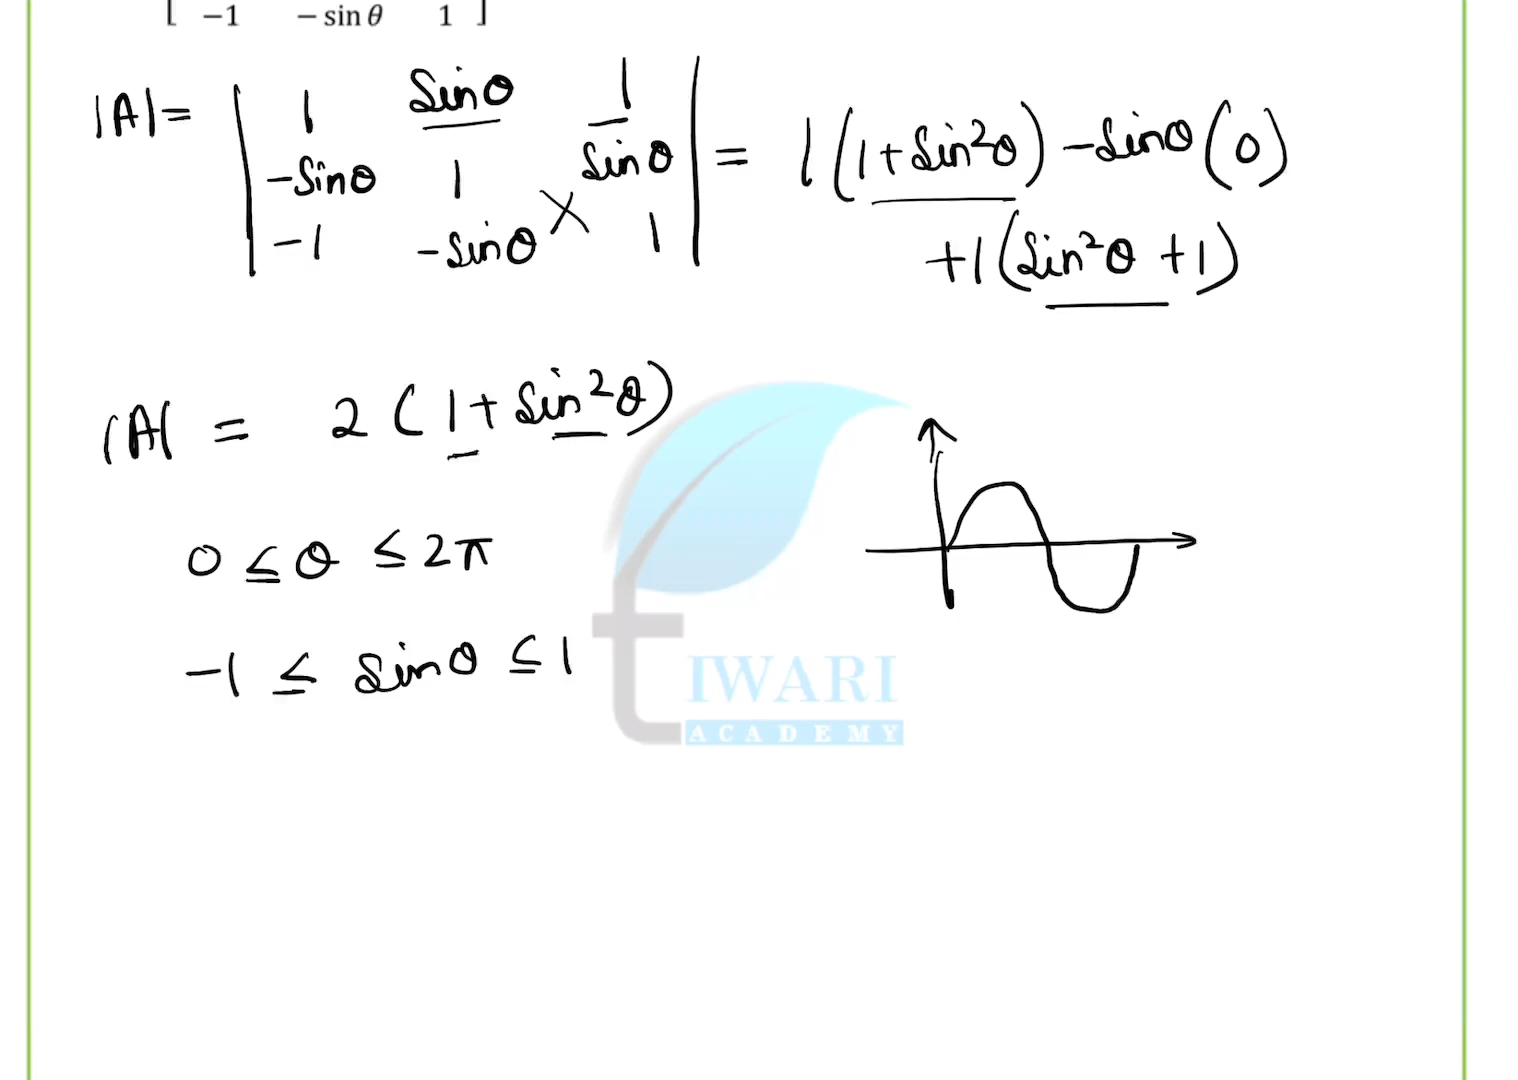 −1 − sin θ 1
|A| = | 1 Sinθ 1 |
| -Sinθ 1 Sinθ | = 1(1+Sin²θ) - Sinθ(0)
| -1 -Sinθ 1 | +1(Sin²θ +1)
|A| = 2(1+Sin²θ)
0 ≤ θ ≤ 2π
-1 ≤ Sinθ ≤ 1
tIWARI
ACADEMY